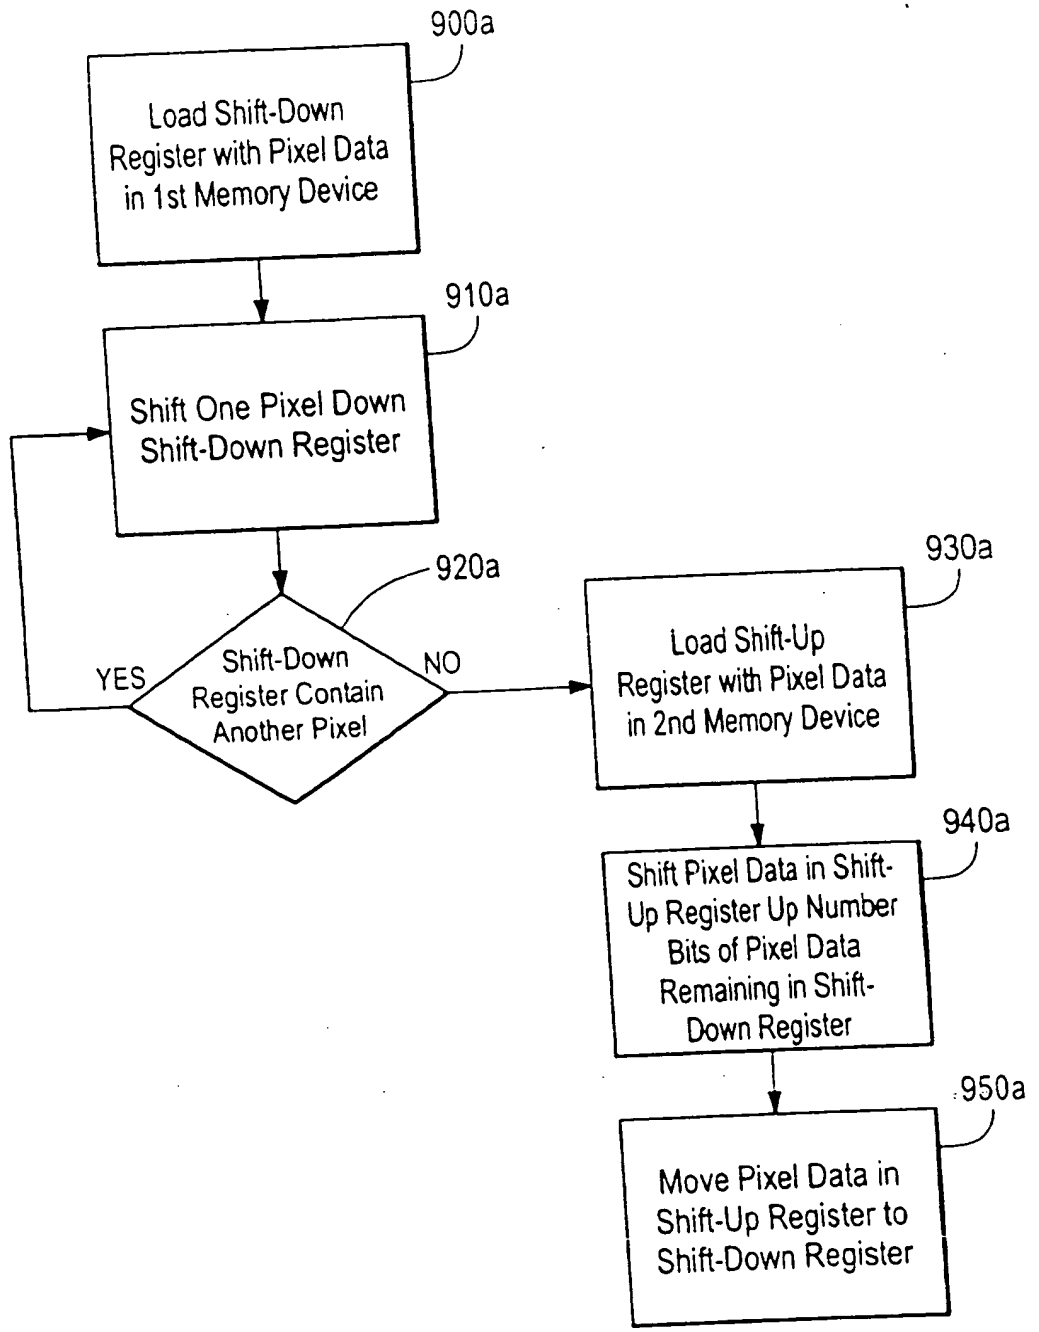 900a
Load Shift-Down
Register with Pixel Data
in 1st Memory Device
910a
Shift One Pixel Down
Shift-Down Register
920a
YES
Shift-Down
Register Contain
Another Pixel
NO
930a
Load Shift-Up
Register with Pixel Data
in 2nd Memory Device
940a
Shift Pixel Data in Shift-
Up Register Up Number
Bits of Pixel Data
Remaining in Shift-
Down Register
950a
Move Pixel Data in
Shift-Up Register to
Shift-Down Register